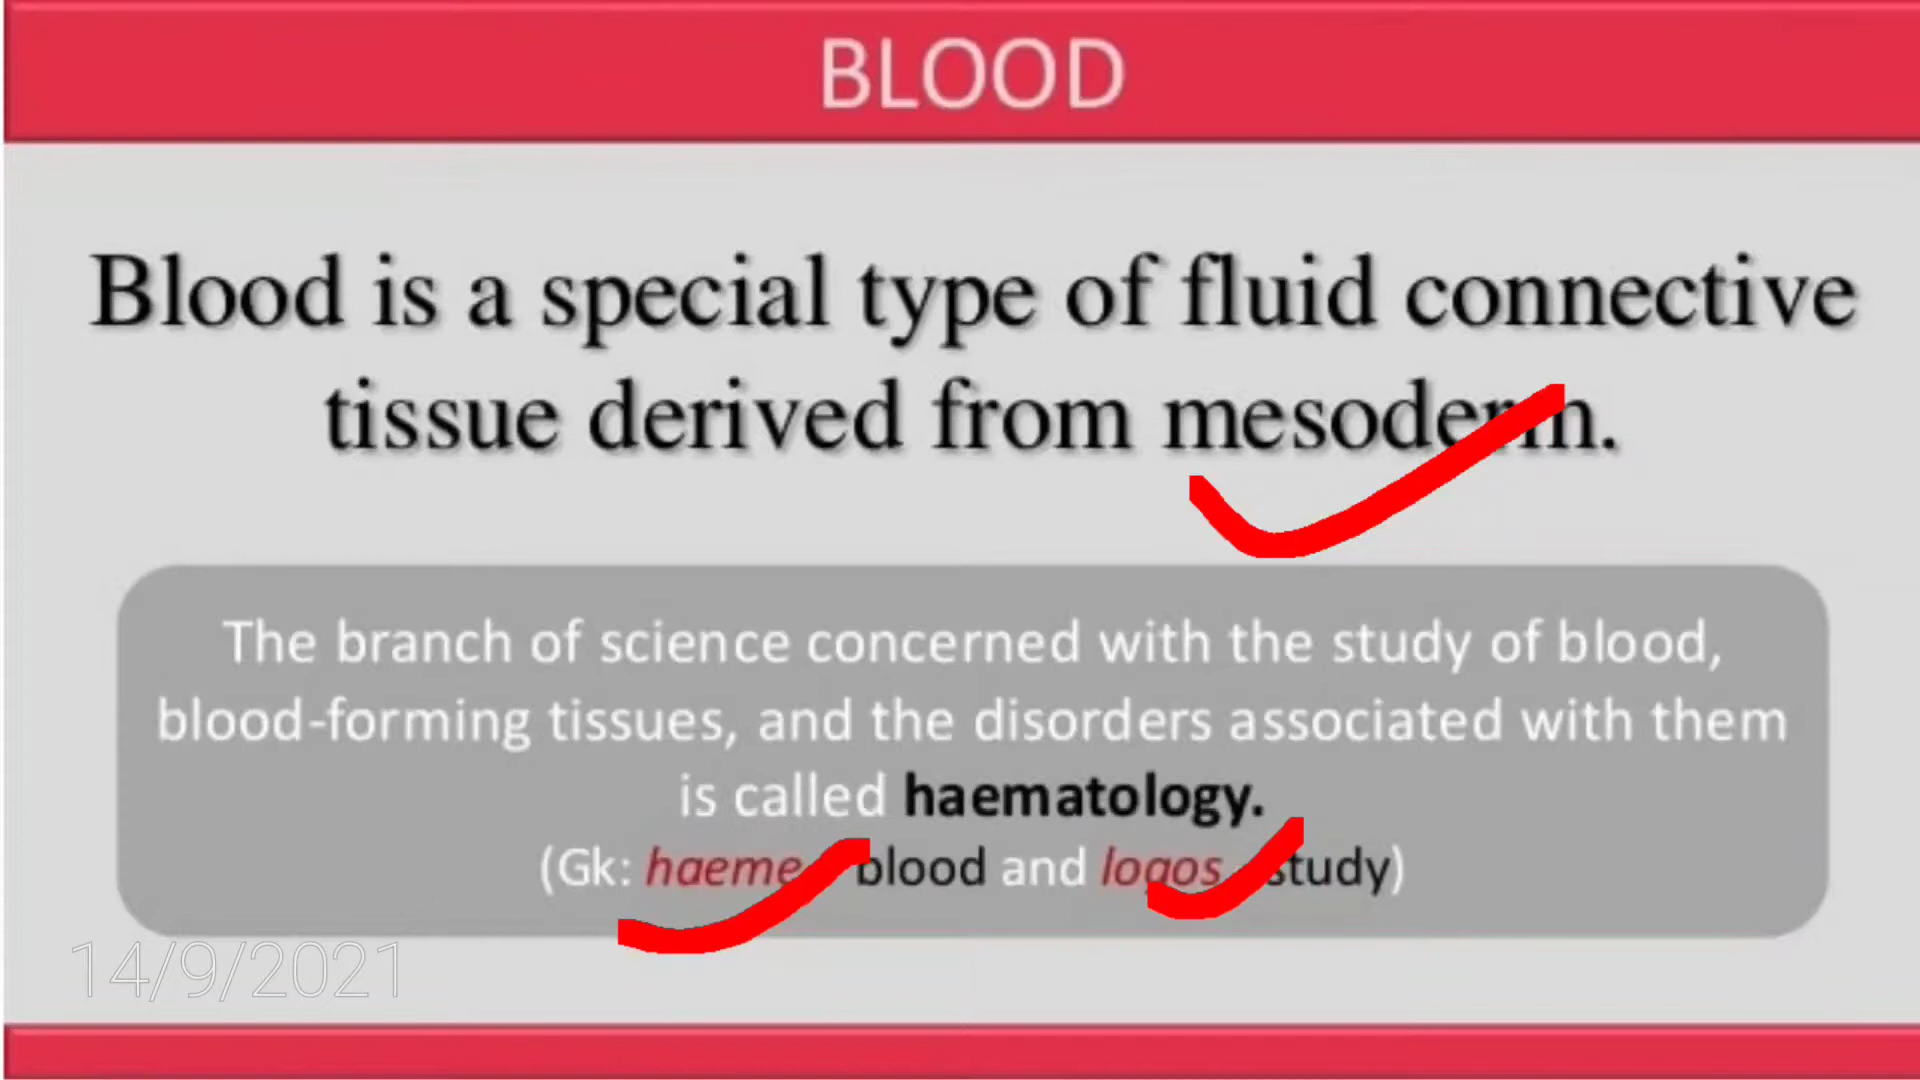 BLOOD
Blood is a special type of fluid connective
tissue derived from mesoderm.
The branch of science concerned with the study of blood,
blood-forming tissues, and the disorders associated with them
is called haematology.
(Gk: haeme blood and logos study)
14/9/2021